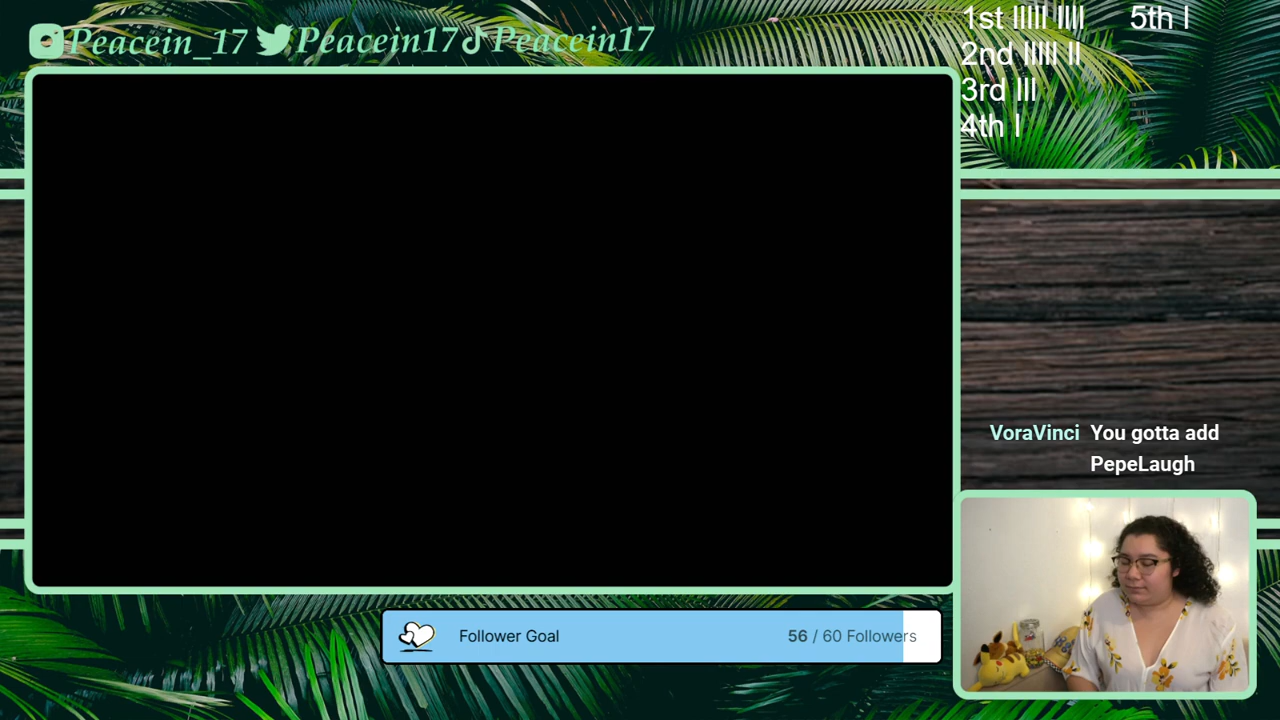 Peacein_17 Peacein17 Peacein17
1st IIIII IIII 5th I
2nd IIIII II
3rd III
4th I
VoraVinci You gotta add
PepeLaugh
Follower Goal 56 / 60 Followers